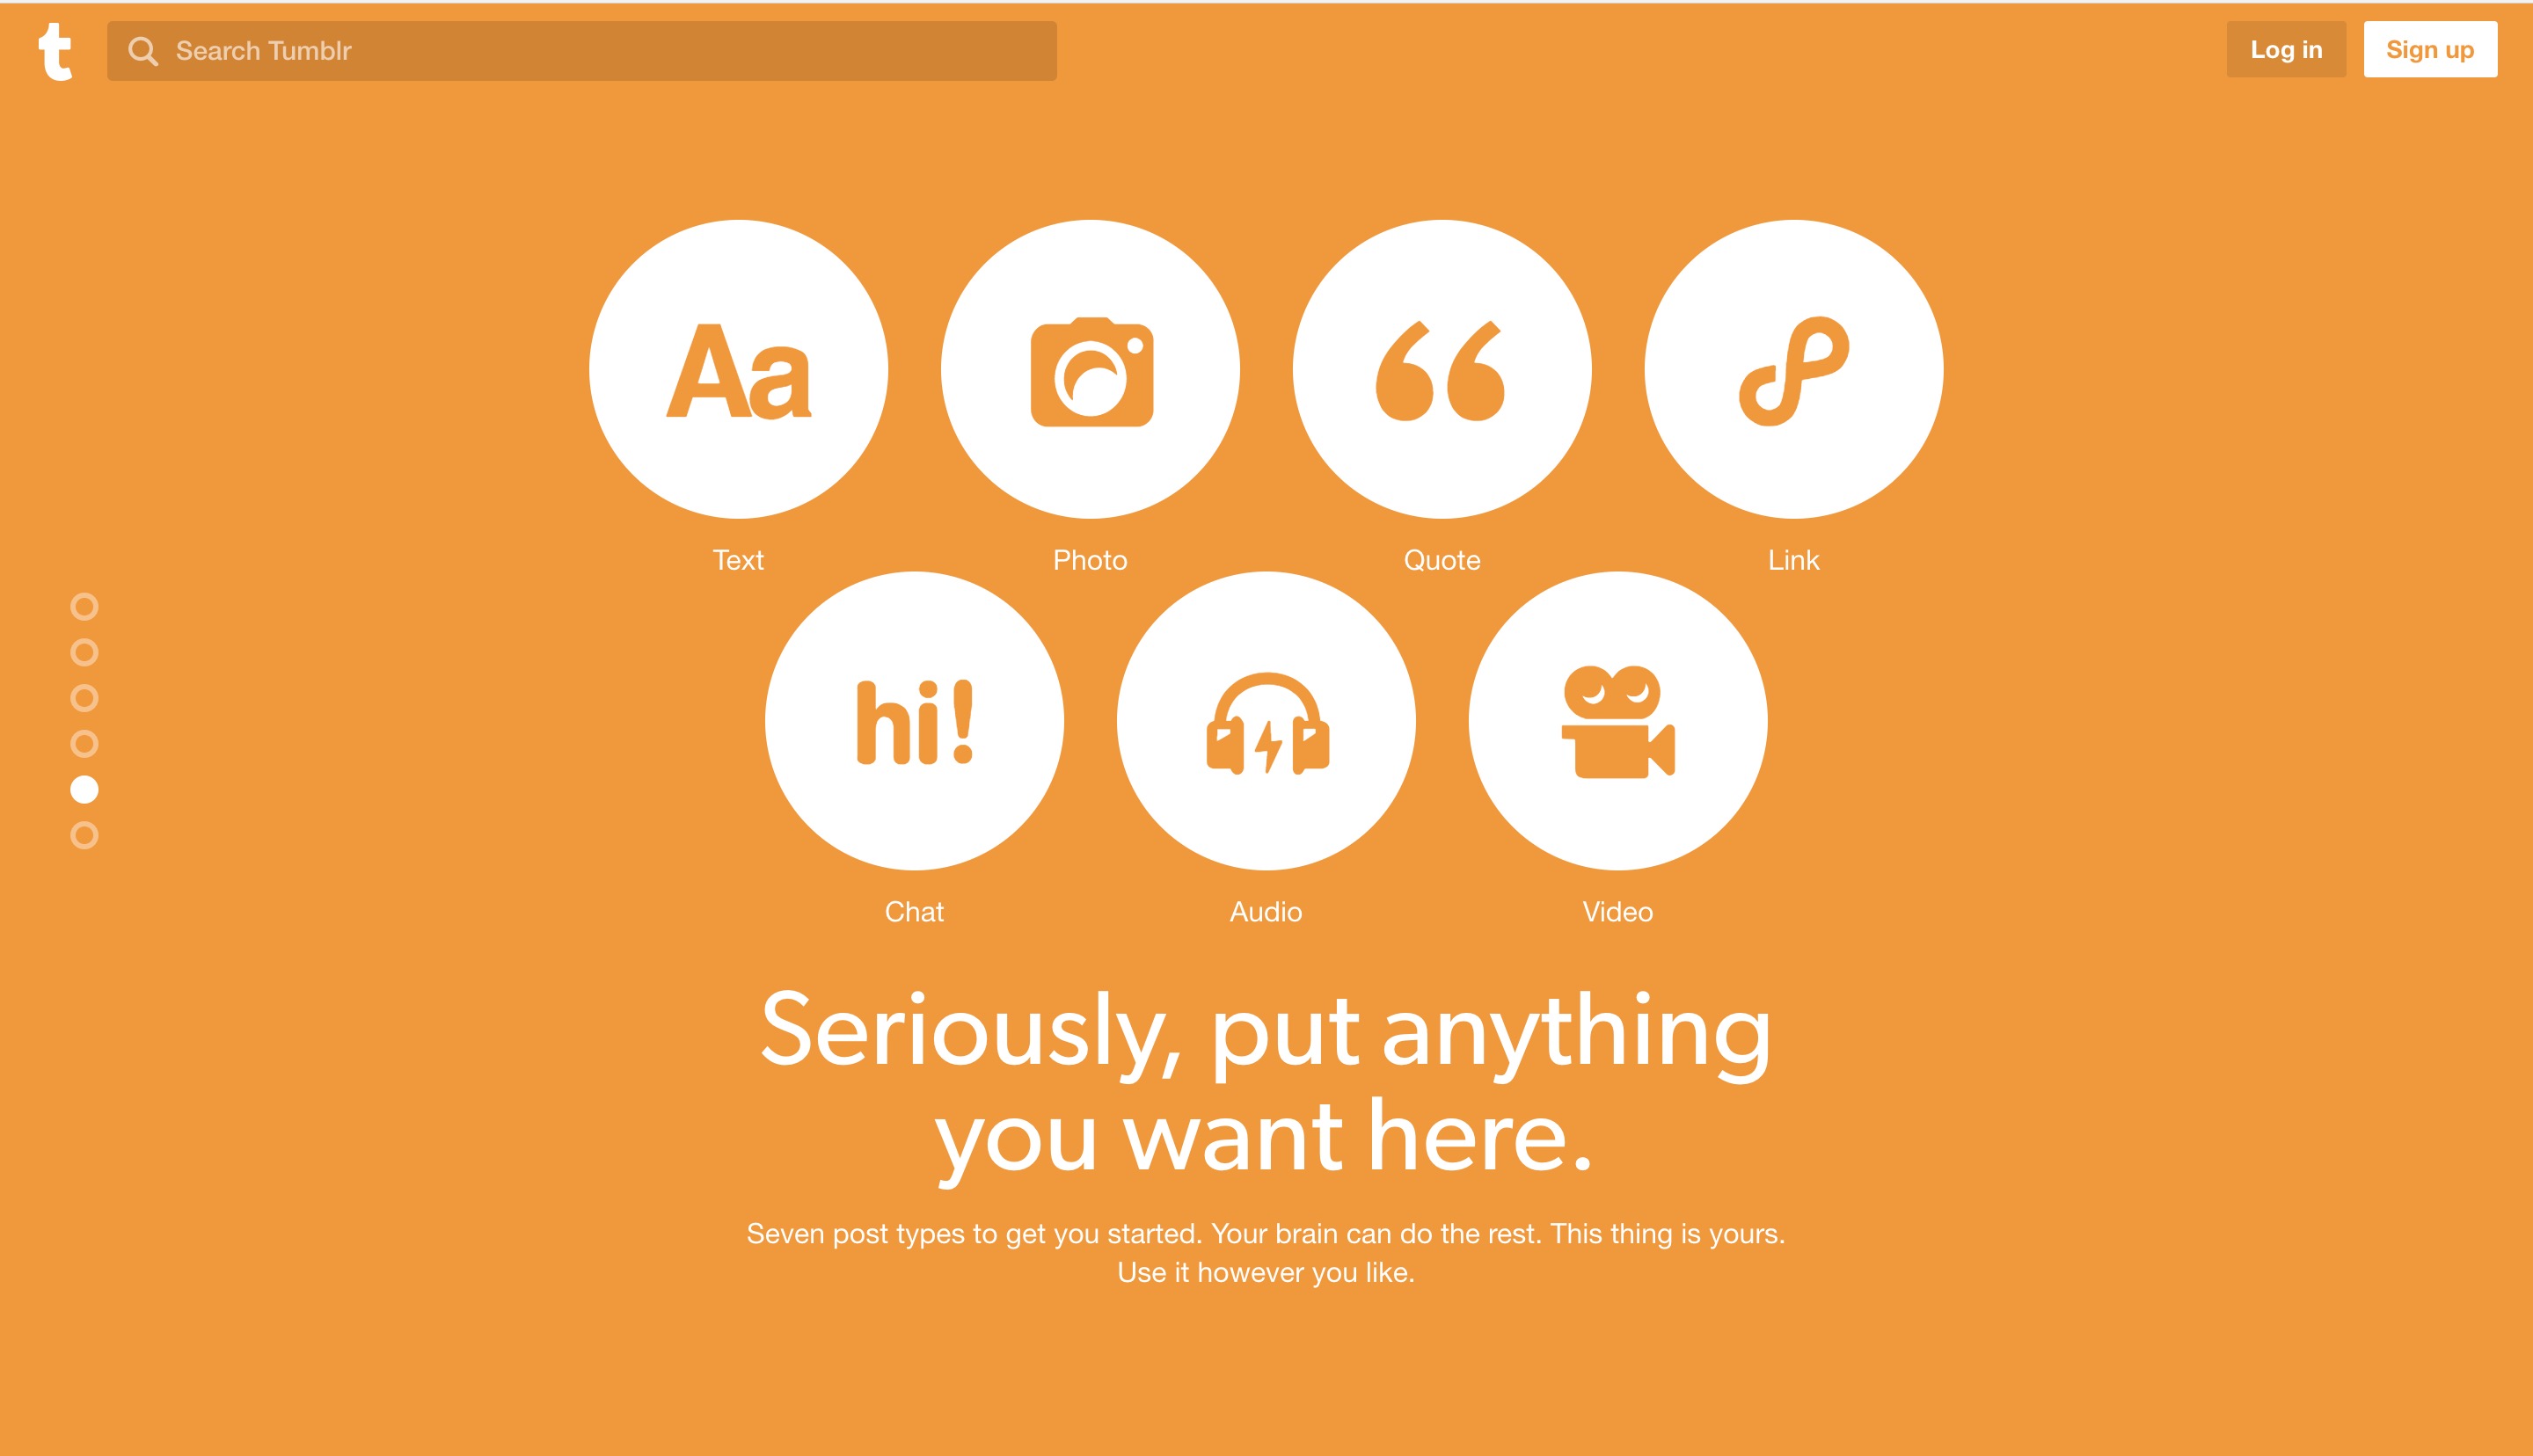 t
Search Tumblr
Log in
Sign up
Aa
Text
Photo
“
Quote
Link
hi!
Chat
Audio
Video
Seriously, put anything
you want here.
Seven post types to get you started. Your brain can do the rest. This thing is yours.
Use it however you like.